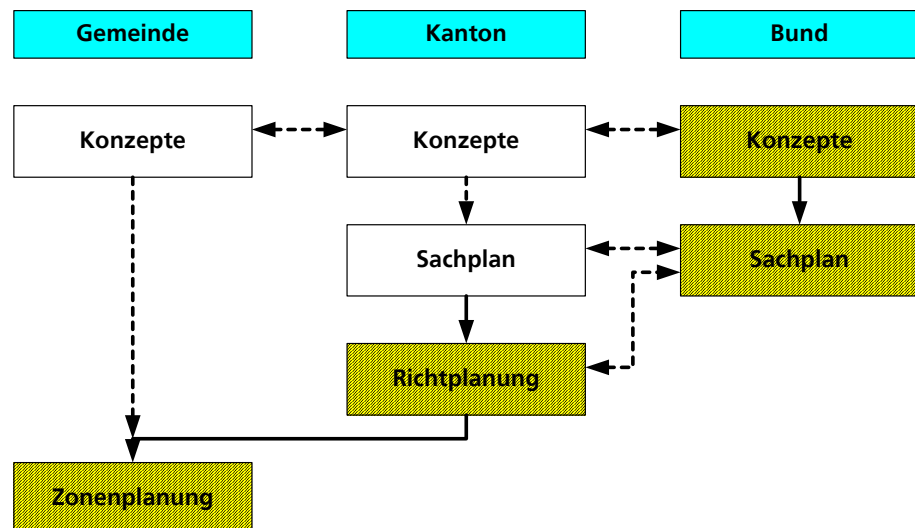 Gemeinde
Kanton
Bund
Konzepte
Konzepte
Konzepte
Sachplan
Sachplan
Richtplanung
Zonenplanung